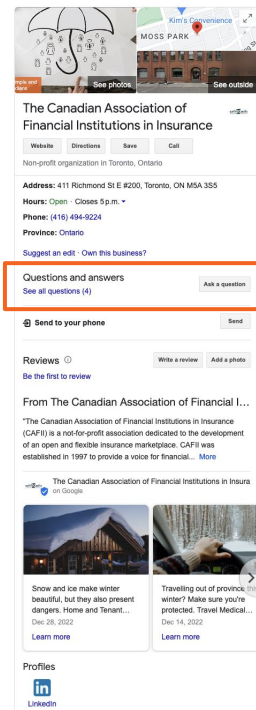 Kim's Convenience
MOSS PARK
See photos
See outside
The Canadian Association of
Financial Institutions in Insurance
Website
Directions
Save
Call
Non-profit organization in Toronto, Ontario
Address: 411 Richmond St E #200, Toronto, ON M5A 3S5
Hours: Open · Closes 5 p.m.
Phone: (416) 494-9224
Province: Ontario
Suggest an edit · Own this business?
Questions and answers
See all questions (4)
Ask a question
Send to your phone
Send
Reviews
Write a review
Add a photo
Be the first to review
From The Canadian Association of Financial I...
"The Canadian Association of Financial Institutions in Insurance
(CAFII) is a not-for-profit association dedicated to the development
of an open and flexible insurance marketplace. CAFII was
established in 1997 to provide a voice for financial... More
The Canadian Association of Financial Institutions in Insura
on Google
Snow and ice make winter
beautiful, but they also present
dangers. Home and Tenant…
Dec 28, 2022
Learn more
Travelling out of province this
winter? Make sure you're
protected. Travel Medical…
Dec 14, 2022
Learn more
Profiles
LinkedIn